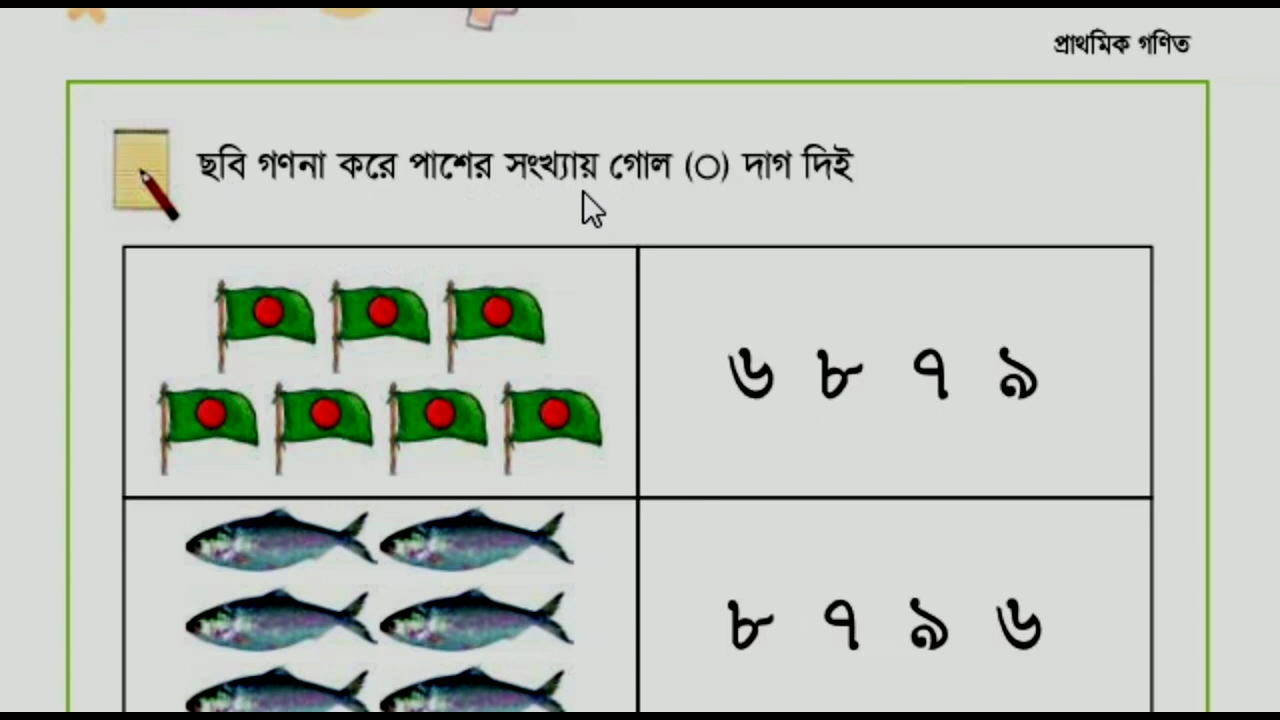 প্রাথমিক গণিত
ছবি গণনা করে পাশের সংখ্যায় গোল (○) দাগ দিই
৬ ৮ ৭ ৯
৮ ৭ ৯ ৬